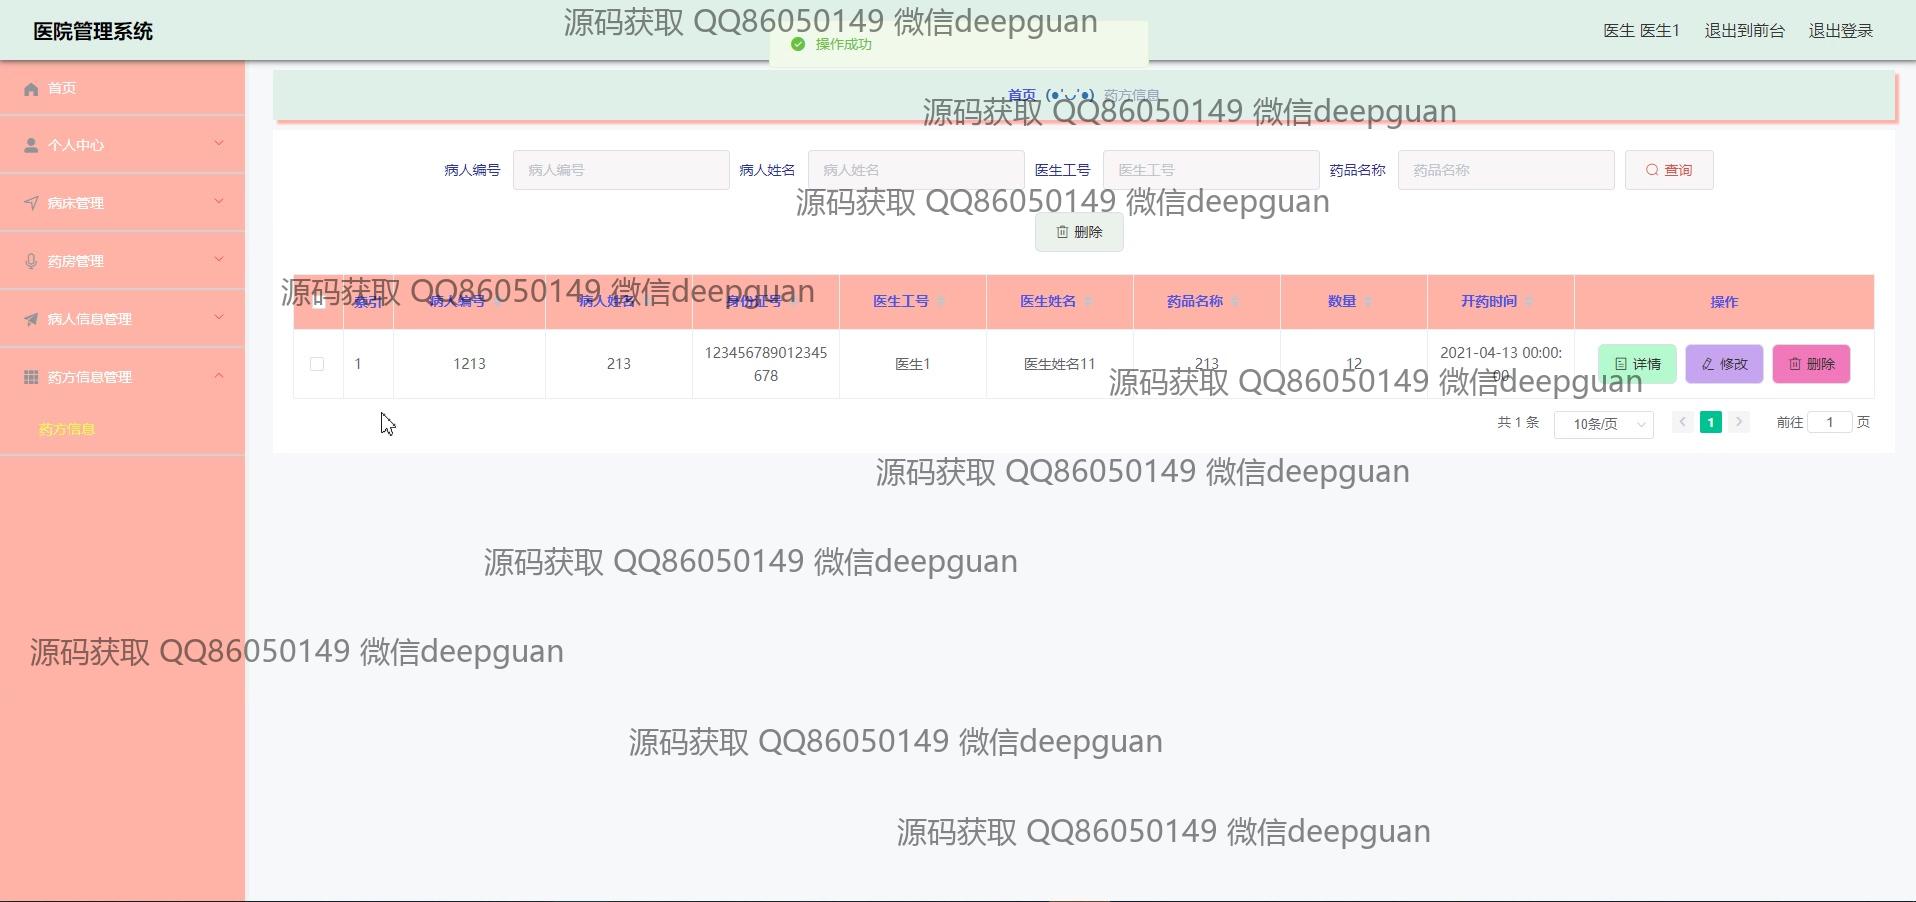 医院管理系统
源码获取 QQ86050149 微信deepguan
操作成功
医生 医生1 退出到前台 退出登录
首页
个人中心
病床管理
药房管理
病人信息管理
药方信息管理
药方信息
首页 (●'◡'●) 药方信息
源码获取 QQ86050149 微信deepguan
病人编号 病人编号 病人姓名 病人姓名 医生工号 医生工号 药品名称 药品名称 查询
源码获取 QQ86050149 微信deepguan
删除
源码获取 QQ86050149 微信deepguan
索引 病人编号 病人姓名 身份证号 医生工号 医生姓名 药品名称 数量 开药时间 操作
1 1213 213 123456789012345 医生1 医生姓名11 213 12 2021-04-13 00:00: 详情 修改 删除
678 00
源码获取 QQ86050149 微信deepguan
共 1 条 10条/页 1 前往 1 页
源码获取 QQ86050149 微信deepguan
源码获取 QQ86050149 微信deepguan
源码获取 QQ86050149 微信deepguan
源码获取 QQ86050149 微信deepguan
源码获取 QQ86050149 微信deepguan